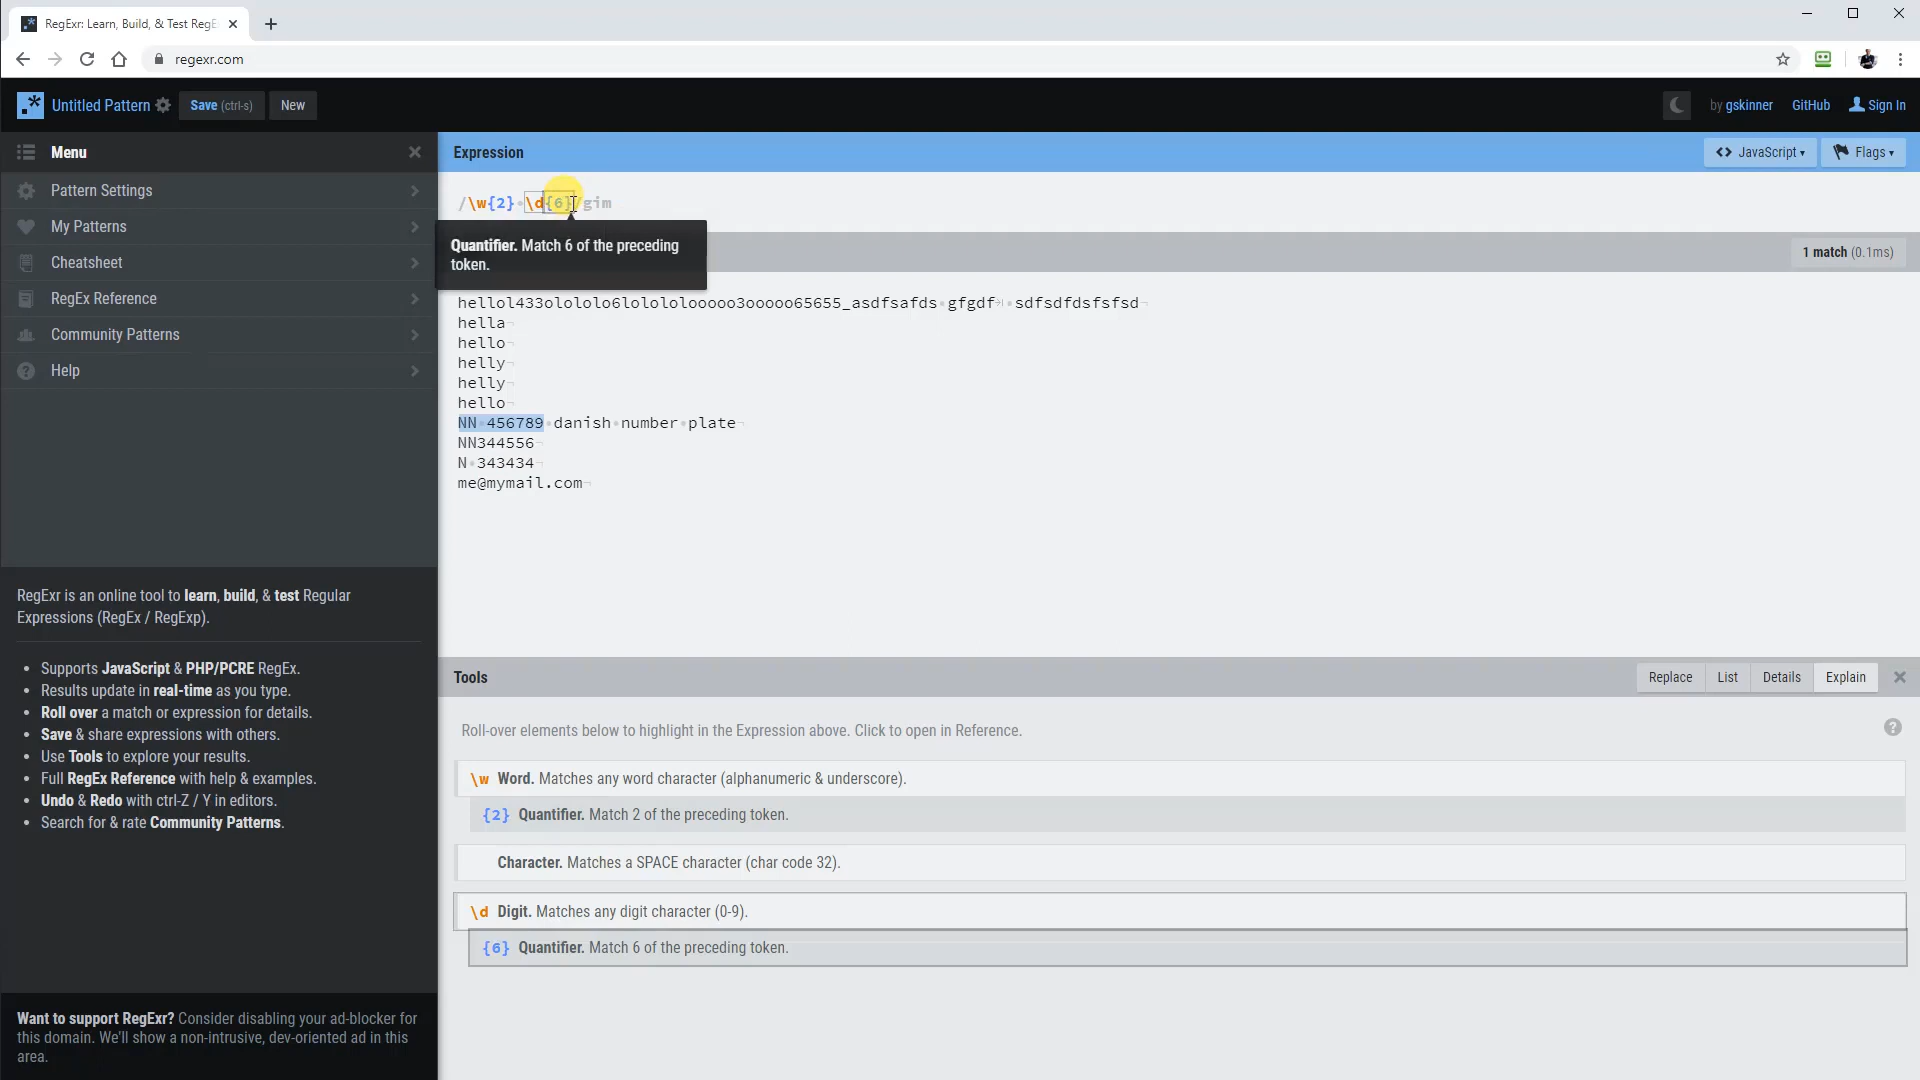 RegExr: Learn, Build, & Test RegE
regexr.com
Untitled Pattern
Save (ctrl-s)
New
by gskinner
GitHub
Sign In
Menu
Pattern Settings
My Patterns
Cheatsheet
RegEx Reference
Community Patterns
Help
RegExr is an online tool to learn, build, & test Regular
Expressions (RegEx / RegExp).
• Supports JavaScript & PHP/PCRE RegEx.
• Results update in real-time as you type.
• Roll over a match or expression for details.
• Save & share expressions with others.
• Use Tools to explore your results.
• Full RegEx Reference with help & examples.
• Undo & Redo with ctrl-Z / Y in editors.
• Search for & rate Community Patterns.
Want to support RegExr? Consider disabling your ad-blocker for
this domain. We'll show a non-intrusive, dev-oriented ad in this
area.
Expression
<> JavaScript ▾
Flags ▾
/\w{2} \d{6}/gim
Quantifier. Match 6 of the preceding
token.
1 match (0.1ms)
hellol433olololo6lolololooooo3ooooo65655_asdfsafds gfgdf sdfsdfdsfsfsd
hella
hello
helly
helly
hello
NN 456789 danish number plate
NN344556
N 343434
me@mymail.com
Tools
Replace
List
Details
Explain
Roll-over elements below to highlight in the Expression above. Click to open in Reference.
?
\w Word. Matches any word character (alphanumeric & underscore).
{2} Quantifier. Match 2 of the preceding token.
Character. Matches a SPACE character (char code 32).
\d Digit. Matches any digit character (0-9).
{6} Quantifier. Match 6 of the preceding token.